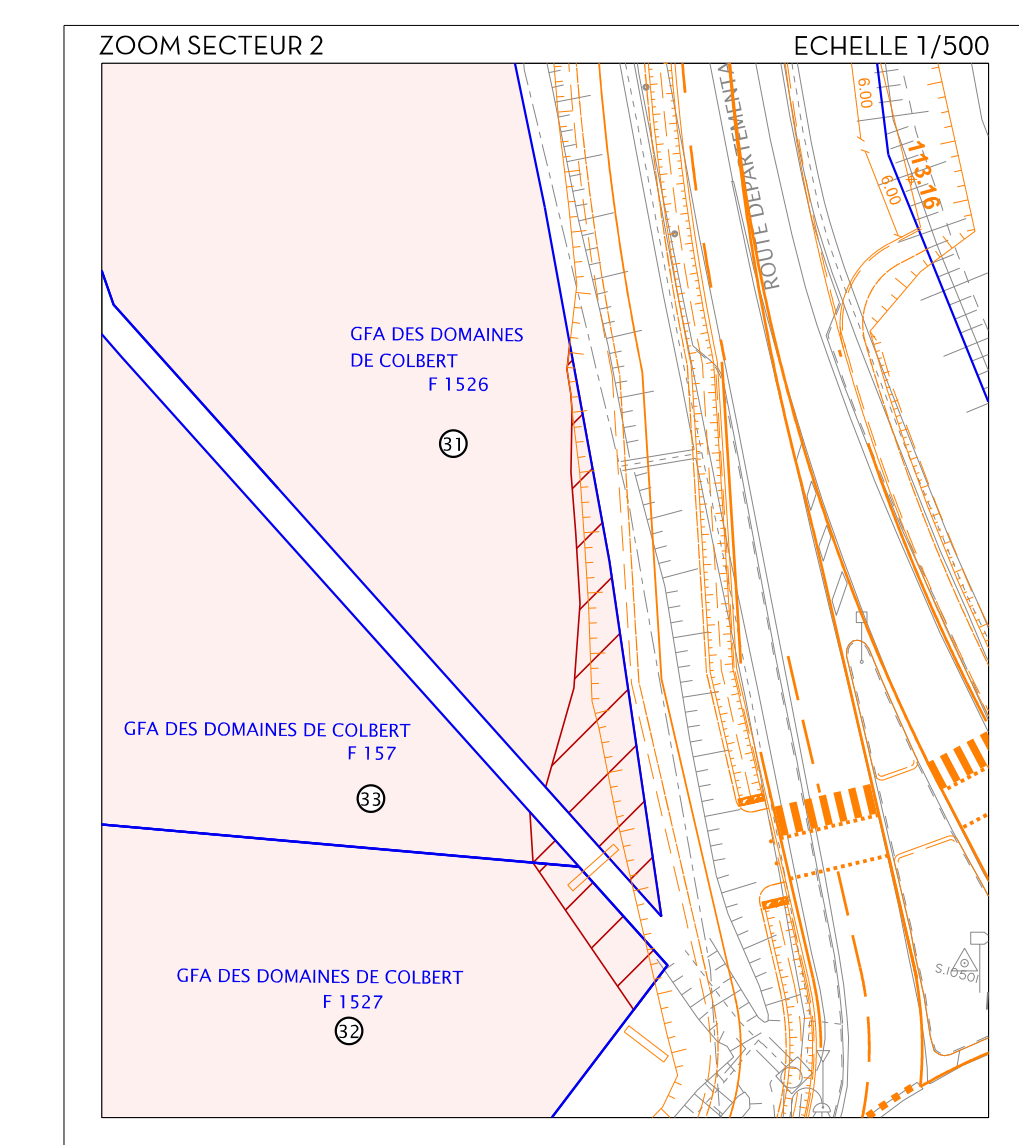 ZOOM SECTEUR 2
ECHELLE 1/500
ROUTE DEPARTEMENTA
6.00
6.00
113.16
GFA DES DOMAINES
DE COLBERT
F 1526
31
GFA DES DOMAINES DE COLBERT
F 157
33
GFA DES DOMAINES DE COLBERT
F 1527
32
S.10501